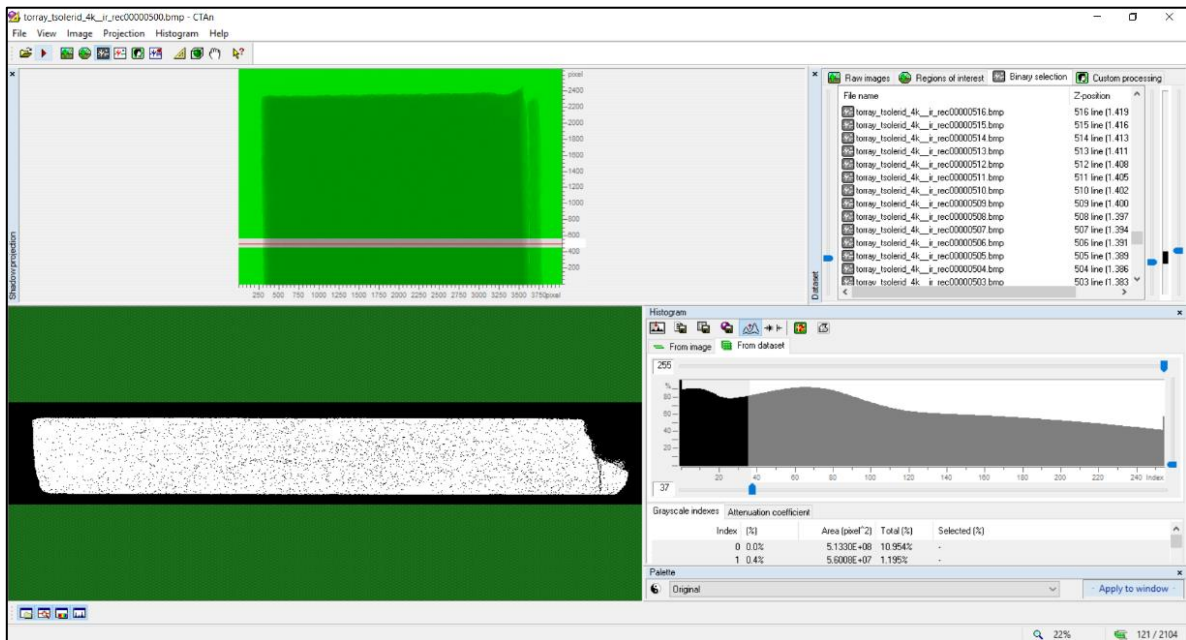 torray_tsolerid_4k__ir_rec00000500.bmp - CTAn
File View Image Projection Histogram Help
Shadow projection
pixel
2400
2200
2000
1800
1600
1400
1200
1000
800
600
400
200
250 500 750 1000 1250 1500 1750 2000 2250 2500 2750 3000 3250 3500 3750 pixel
Dataset
Raw images Regions of interest Binary selection Custom processing
File name Z-position
torray_tsolerid_4k__ir_rec00000516.bmp 516 line (1.419
torray_tsolerid_4k__ir_rec00000515.bmp 515 line (1.416
torray_tsolerid_4k__ir_rec00000514.bmp 514 line (1.413
torray_tsolerid_4k__ir_rec00000513.bmp 513 line (1.411
torray_tsolerid_4k__ir_rec00000512.bmp 512 line (1.408
torray_tsolerid_4k__ir_rec00000511.bmp 511 line (1.405
torray_tsolerid_4k__ir_rec00000510.bmp 510 line (1.402
torray_tsolerid_4k__ir_rec00000509.bmp 509 line (1.400
torray_tsolerid_4k__ir_rec00000508.bmp 508 line (1.397
torray_tsolerid_4k__ir_rec00000507.bmp 507 line (1.394
torray_tsolerid_4k__ir_rec00000506.bmp 506 line (1.391
torray_tsolerid_4k__ir_rec00000505.bmp 505 line (1.389
torray_tsolerid_4k__ir_rec00000504.bmp 504 line (1.386
torray_tsolerid_4k__ir_rec00000503.bmp 503 line (1.383
Histogram
From image From dataset
255
%
80
60
40
20
20 40 60 80 100 120 140 160 180 200 220 240 Index
37
Grayscale indexes Attenuation coefficient
Index (%) Area (pixel^2) Total (%) Selected (%)
0 0.0% 5.1330E+08 10.954% -
1 0.4% 5.6008E+07 1.195% -
Palette
Original Apply to window
22% 121 / 2104